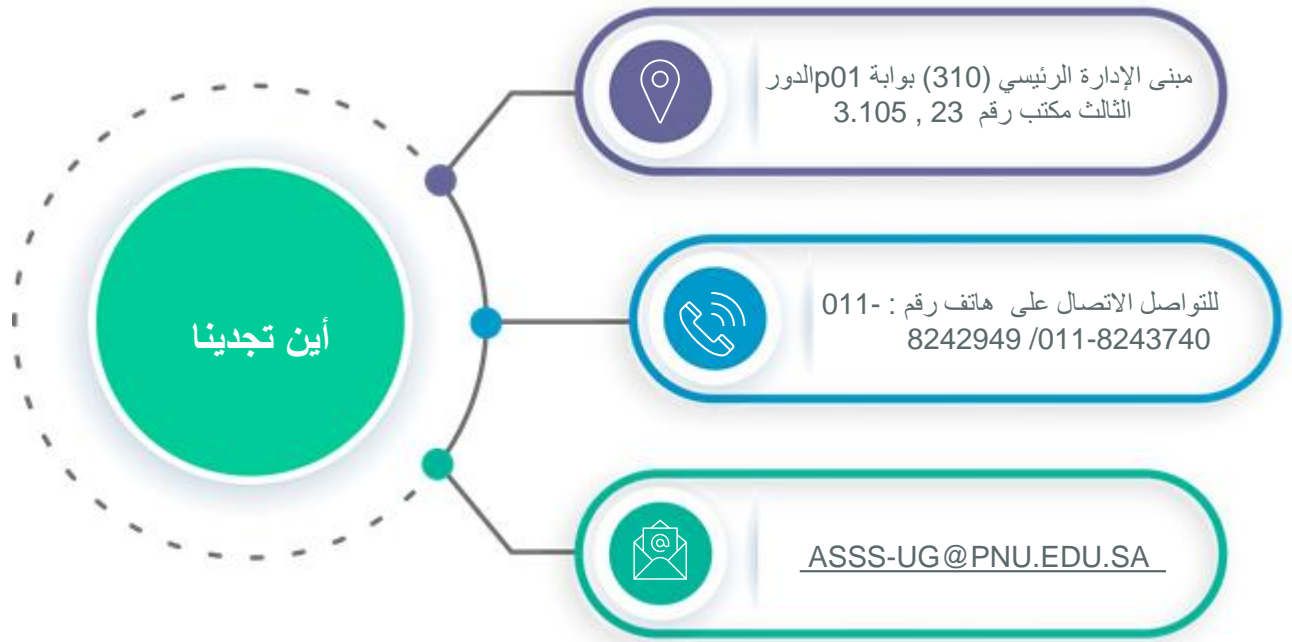 أين تجدينا
مبنى الإدارة الرئيسي (310) بوابة p01الدور
الثالث مكتب رقم 23 , 3.105
للتواصل الاتصال على هاتف رقم : -011
8242949 /011-8243740
ASSS-UG@PNU.EDU.SA